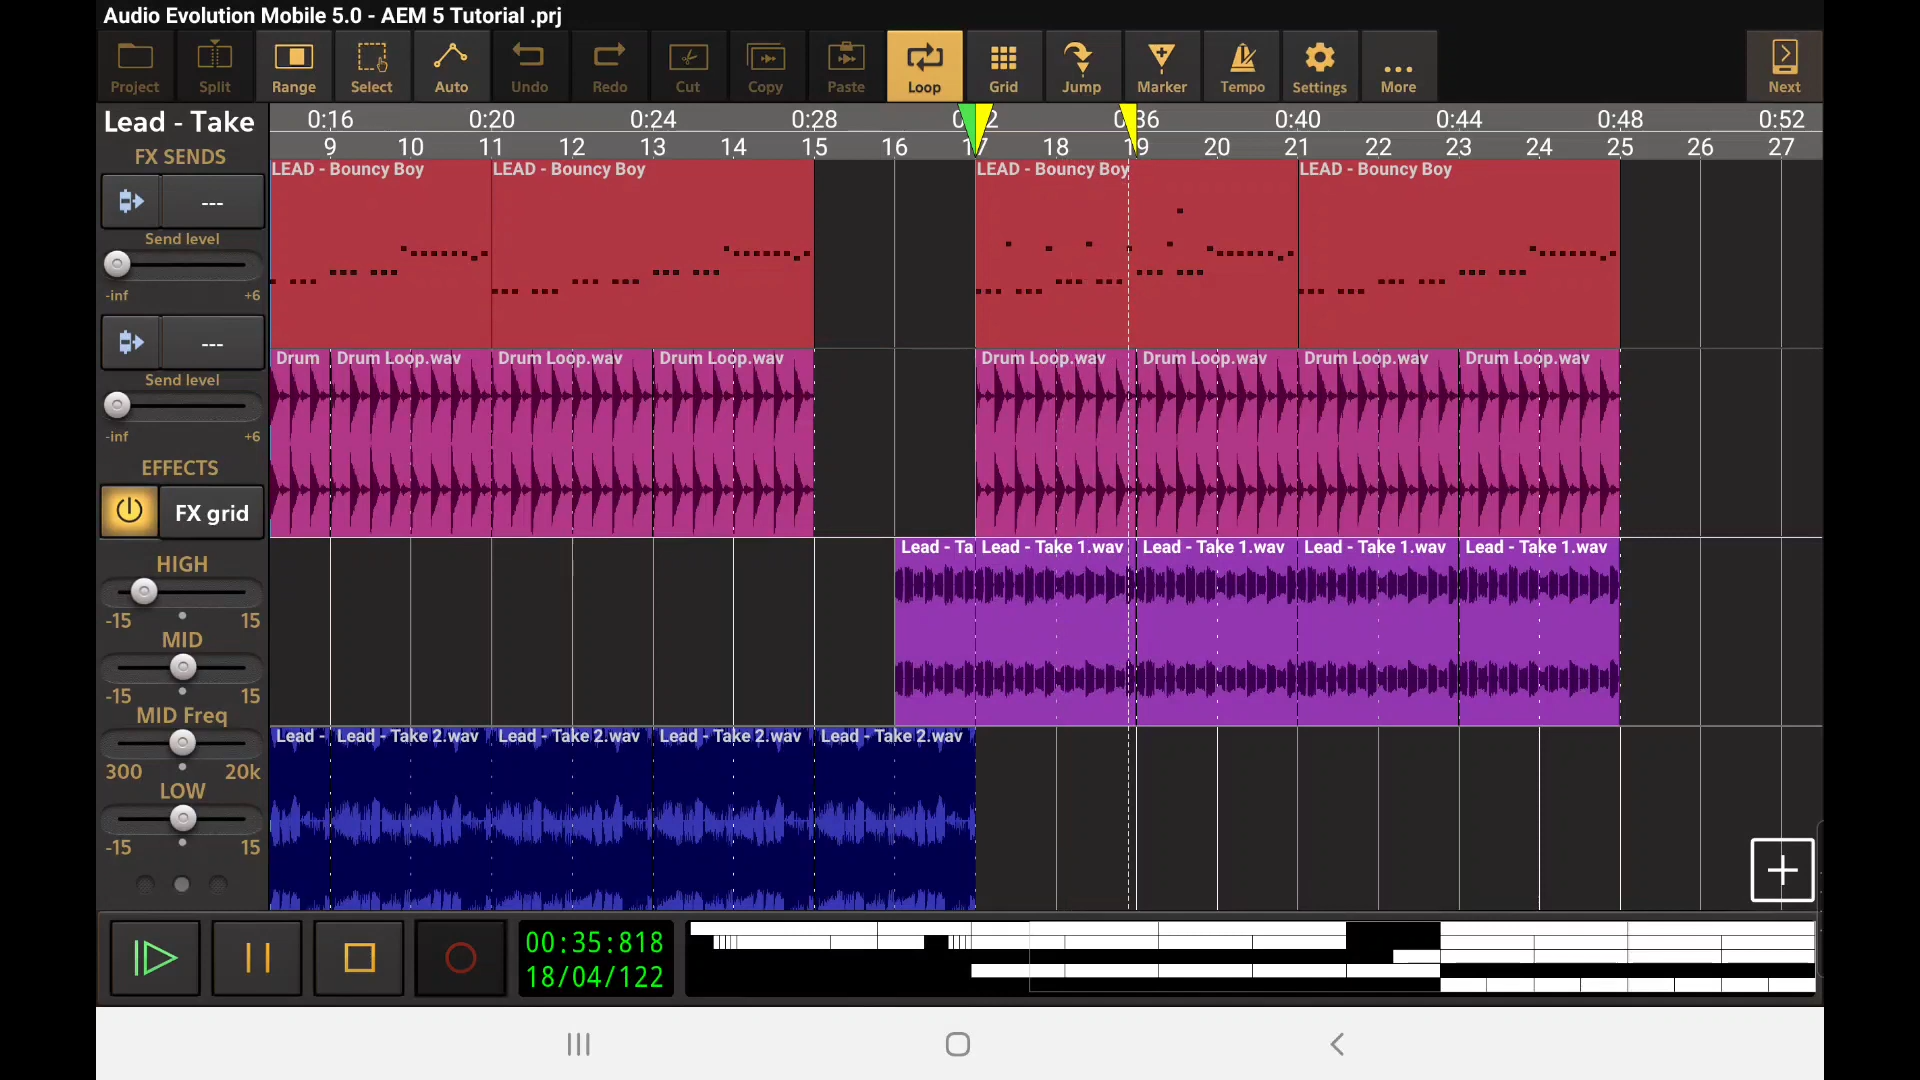 Audio Evolution Mobile 5.0 - AEM 5 Tutorial .prj
Project Split Range Select Auto Undo Redo Cut Copy Paste Loop Grid Jump Marker Tempo Settings More Next
Lead - Take
0:16 0:20 0:24 0:28 0:40 0:44 0:48 0:52
9 10 11 12 13 14 15 16 18 20 21 22 23 24 25 26 27
FX SENDS
---
Send level
-inf +6
---
Send level
-inf +6
EFFECTS
FX grid
HIGH
-15 15
MID
-15 15
MID Freq
300 20k
LOW
-15 15
LEAD - Bouncy Boy LEAD - Bouncy Boy LEAD - Bouncy Boy LEAD - Bouncy Boy
Drum Drum Loop.wav Drum Loop.wav Drum Loop.wav Drum Loop.wav Drum Loop.wav Drum Loop.wav Drum Loop.wav
Lead - Ta Lead - Take 1.wav Lead - Take 1.wav Lead - Take 1.wav Lead - Take 1.wav
Lead - Lead - Take 2.wav Lead - Take 2.wav Lead - Take 2.wav Lead - Take 2.wav
00:35:818
18/04/122